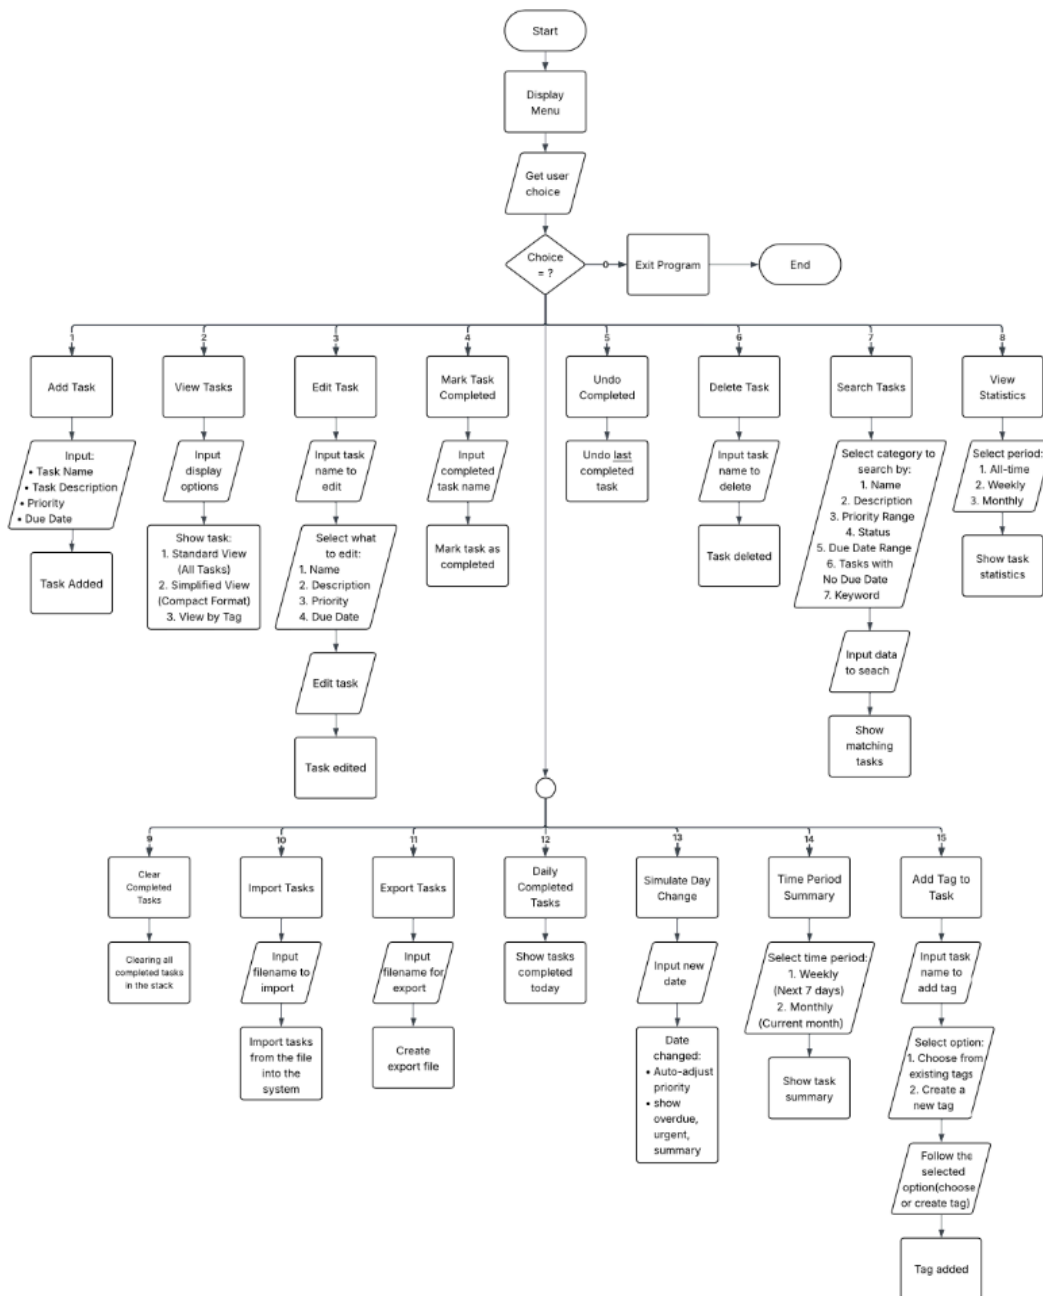 Start
Display
Menu
Get user
choice
Choice
= ?
0
Exit Program
End
1
2
3
4
5
6
7
8
Add Task
View Tasks
Edit Task
Mark Task
Completed
Undo
Completed
Delete Task
Search Tasks
View
Statistics
Input:
• Task Name
• Task Description
• Priority
• Due Date
Task Added
Input
display
options
Show task:
1. Standard View
(All Tasks)
2. Simplified View
(Compact Format)
3. View by Tag
Input task
name to
edit
Select what
to edit:
1. Name
2. Description
3. Priority
4. Due Date
Edit task
Task edited
Input
completed
task name
Mark task as
completed
Undo last
completed
task
Input task
name to
delete
Task deleted
Select category to
search by:
1. Name
2. Description
3. Priority Range
4. Status
5. Due Date Range
6. Tasks with
No Due Date
7. Keyword
Input data
to seach
Show
matching
tasks
Select period:
1. All-time
2. Weekly
3. Monthly
Show task
statistics
9
10
11
12
13
14
15
Clear
Completed
Tasks
Import Tasks
Export Tasks
Daily
Completed
Tasks
Simulate Day
Change
Time Period
Summary
Add Tag to
Task
Clearing all
completed tasks
in the stack
Input
filename to
import
Import tasks
from the file
into the
system
Input
filename for
export
Create
export file
Show tasks
completed
today
Input new
date
Date
changed:
• Auto-adjust
priority
• show
overdue,
urgent,
summary
Select time period:
1. Weekly
(Next 7 days)
2. Monthly
(Current month)
Show task
summary
Input task
name to
add tag
Select option:
1. Choose from
existing tags
2. Create a
new tag
Follow the
selected
option(choose
or create tag)
Tag added